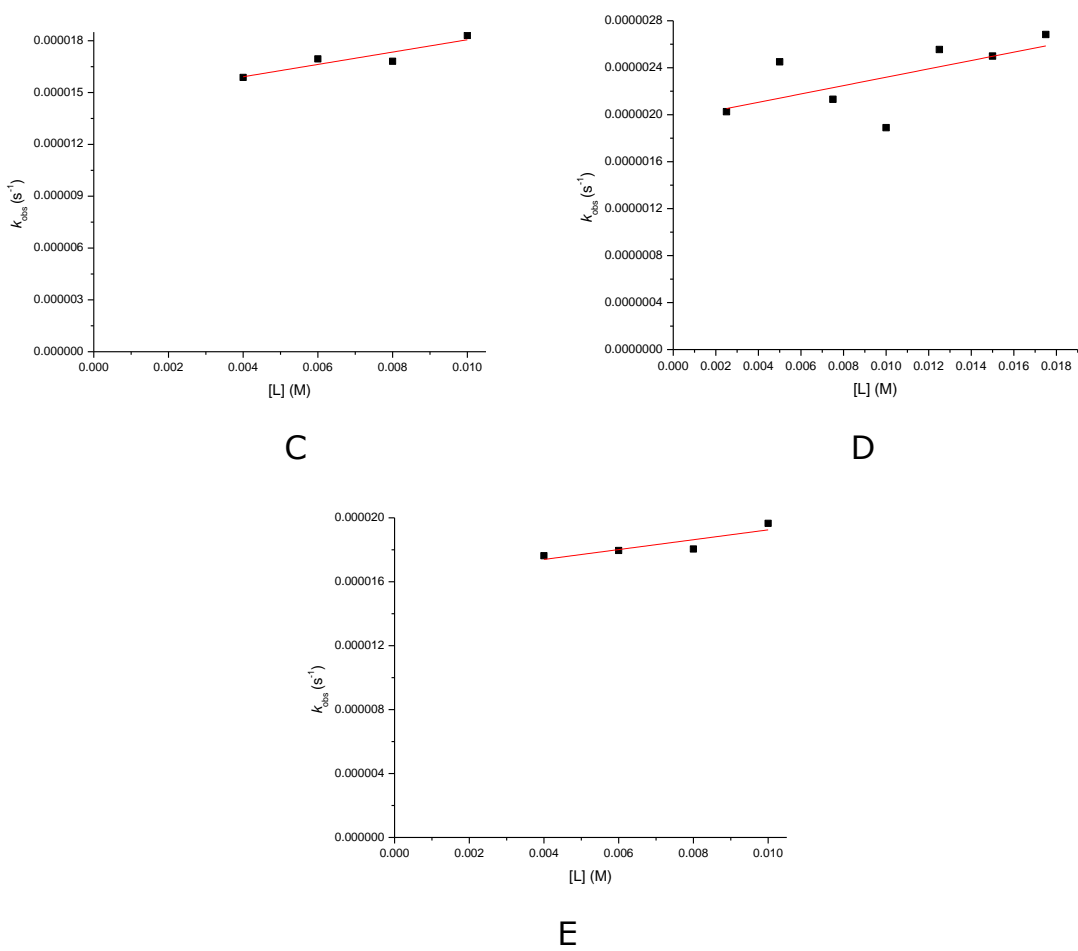 0.000018
0.000015
0.000012
0.000009
0.000006
0.000003
0.000000
k_obs (s⁻¹)
0.000 0.002 0.004 0.006 0.008 0.010
[L] (M)
C
0.0000028
0.0000024
0.0000020
0.0000016
0.0000012
0.0000008
0.0000004
0.0000000
k_obs (s⁻¹)
0.000 0.002 0.004 0.006 0.008 0.010 0.012 0.014 0.016 0.018
[L] (M)
D
0.000020
0.000016
0.000012
0.000008
0.000004
0.000000
k_obs (s⁻¹)
0.000 0.002 0.004 0.006 0.008 0.010
[L] (M)
E